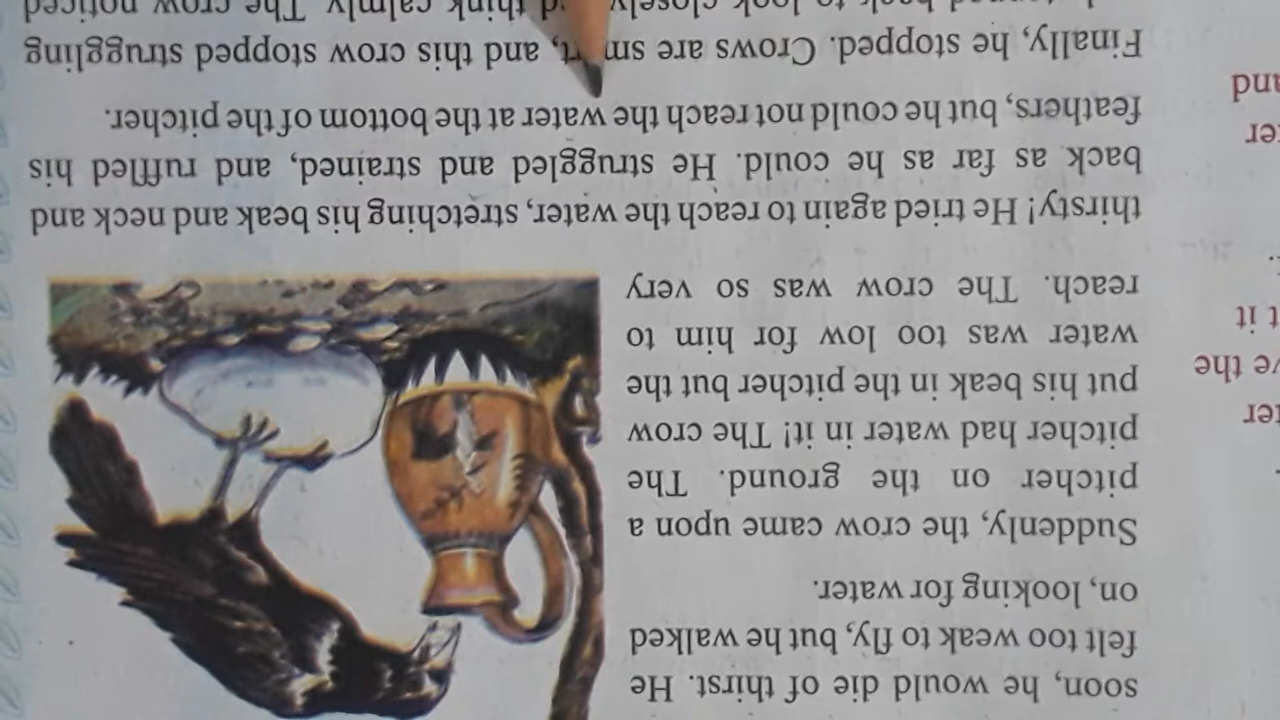 soon, he would die of thirst. He
felt too weak to fly, but he walked
on, looking for water.
Suddenly, the crow came upon a
pitcher on the ground. The
pitcher had water in it! The crow
put his beak in the pitcher but the
water was too low for him to
reach. The crow was so very
thirsty! He tried again to reach the water, stretching his beak and neck and
back as far as he could. He struggled and strained, and ruffled his
feathers, but he could not reach the water at the bottom of the pitcher.
Finally, he stopped. Crows are smart, and this crow stopped struggling
think calmly. The crow noticed
the
it
and